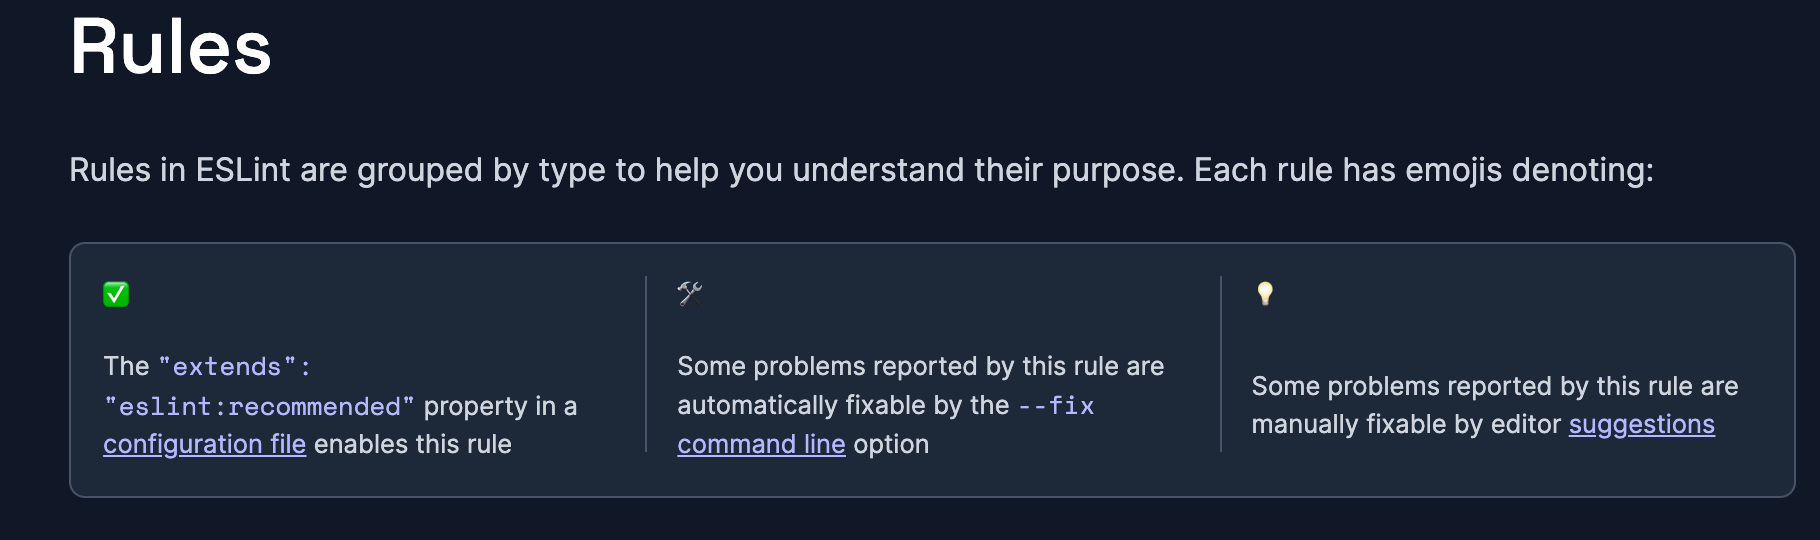 Rules
Rules in ESLint are grouped by type to help you understand their purpose. Each rule has emojis denoting:
✅
The "extends":
"eslint:recommended" property in a
configuration file enables this rule
🛠
Some problems reported by this rule are
automatically fixable by the --fix
command line option
💡
Some problems reported by this rule are
manually fixable by editor suggestions